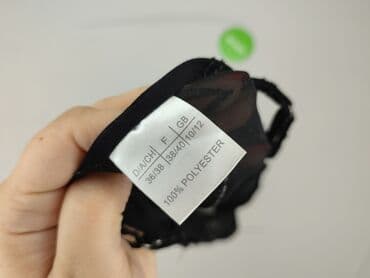 D/A/CH | F | GB
36/38 | 38/40 | 10/12
100% POLYESTER